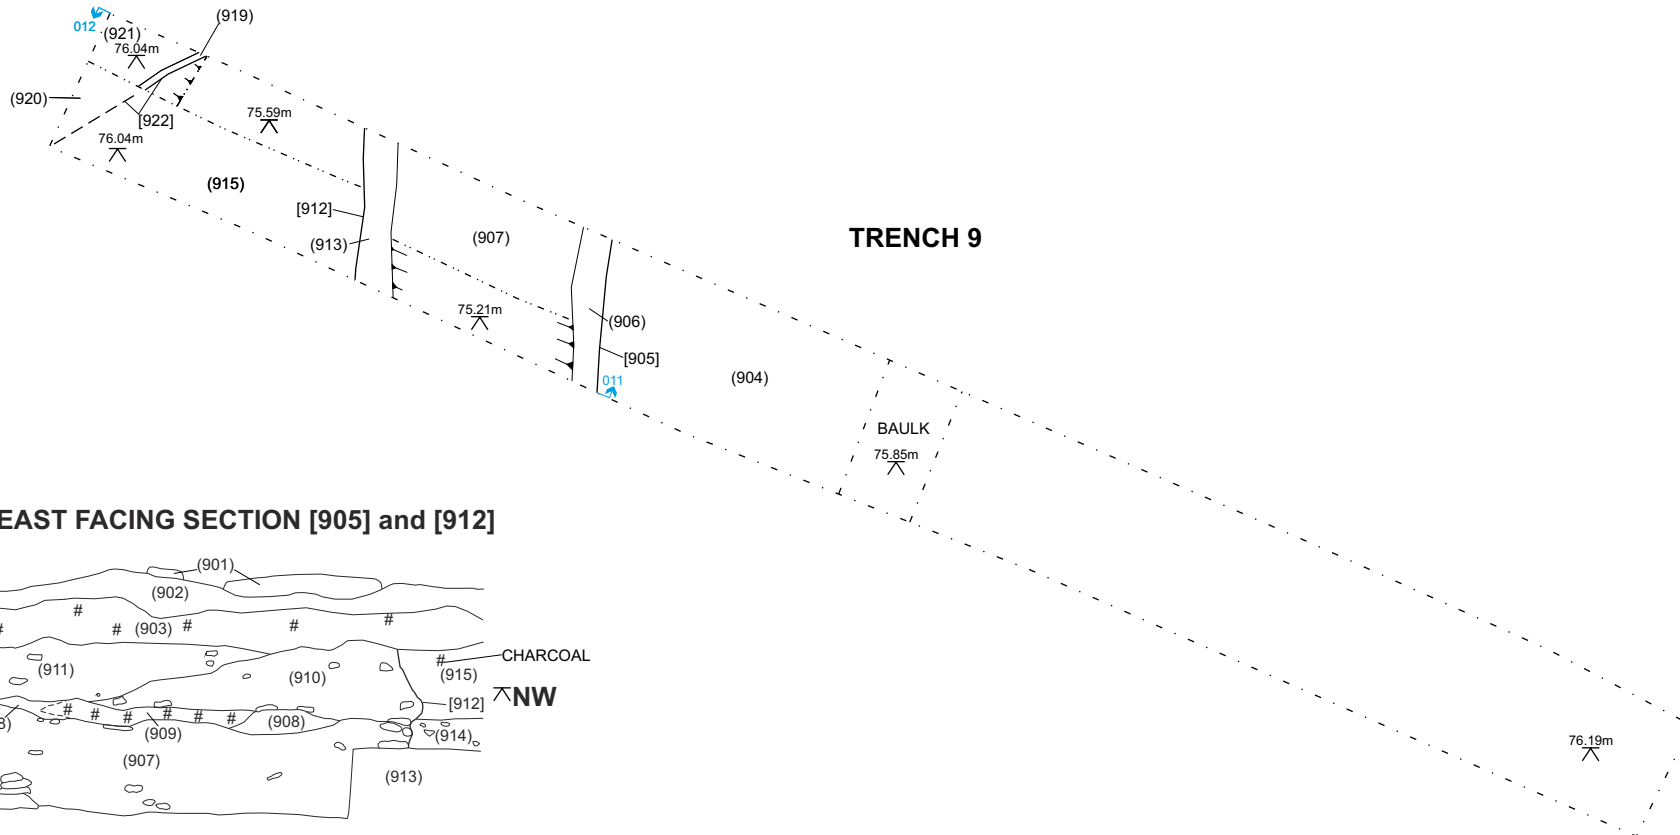 (919)
012
(921)
76.04m
(920)
[922]
75.59m
76.04m
(915)
[912]
(913)
(907)
TRENCH 9
75.21m
(906)
[905]
011
(904)
BAULK
75.85m
76.19m
EAST FACING SECTION [905] and [912]
(901)
(902)
#
# # (903) # # #
CHARCOAL
(911)
#
(915)
(910)
[912]
NW
# # # # # #
8)
(909)
(908)
(914)
(907)
(913)